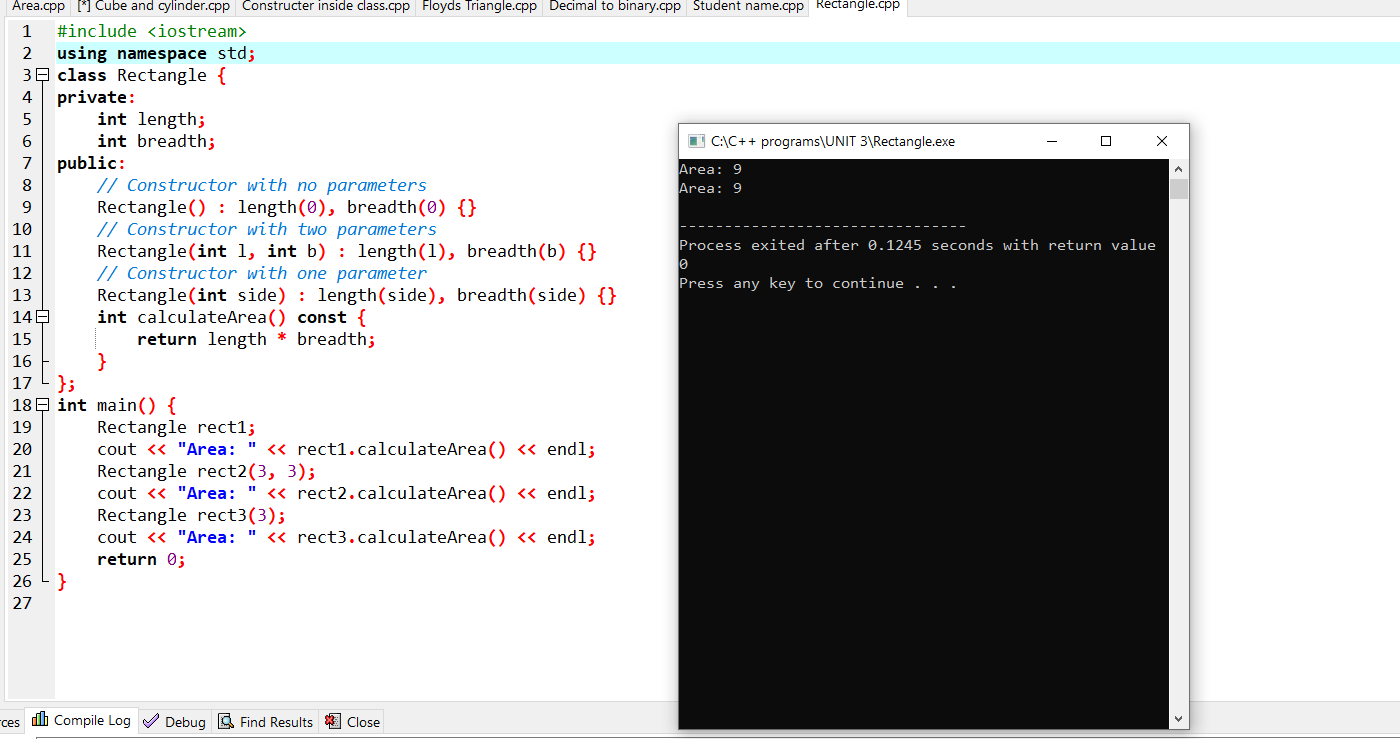 Area.cpp [*] Cube and cylinder.cpp Constructer inside class.cpp Floyds Triangle.cpp Decimal to binary.cpp Student name.cpp Rectangle.cpp
1 #include <iostream>
2 using namespace std;
3 class Rectangle {
4 private:
5 int length;
6 int breadth;
7 public:
8 // Constructor with no parameters
9 Rectangle() : length(0), breadth(0) {}
10 // Constructor with two parameters
11 Rectangle(int l, int b) : length(l), breadth(b) {}
12 // Constructor with one parameter
13 Rectangle(int side) : length(side), breadth(side) {}
14 int calculateArea() const {
15 return length * breadth;
16 }
17 };
18 int main() {
19 Rectangle rect1;
20 cout << "Area: " << rect1.calculateArea() << endl;
21 Rectangle rect2(3, 3);
22 cout << "Area: " << rect2.calculateArea() << endl;
23 Rectangle rect3(3);
24 cout << "Area: " << rect3.calculateArea() << endl;
25 return 0;
26 }
27
C:\C++ programs\UNIT 3\Rectangle.exe
Area: 9
Area: 9
--------------------------------
Process exited after 0.1245 seconds with return value
0
Press any key to continue . . .
rces Compile Log Debug Find Results Close